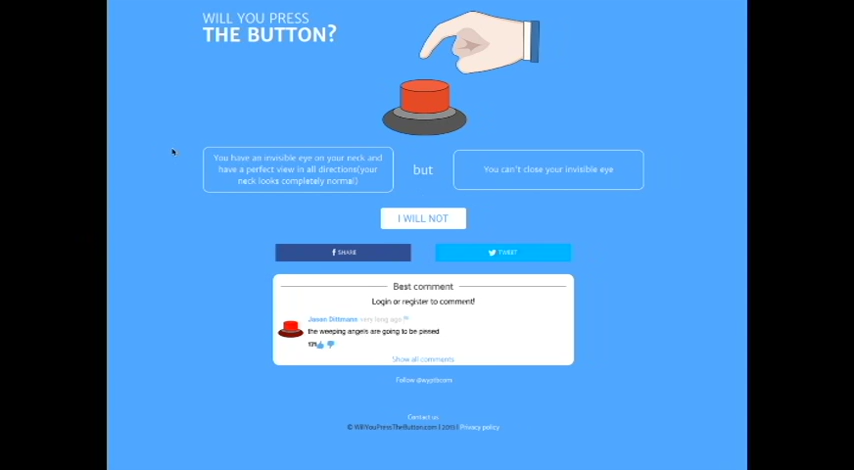 WILL YOU PRESS
THE BUTTON?
You have an invisible eye on your neck and
have a perfect view in all directions(your
neck looks completely normal)
but
You can't close your invisible eye
I WILL NOT
SHARE
TWEET
Best comment
Login or register to comment!
Jason Dittmann very long ago
the weeping angels are going to be pissed
Show all comments
Follow @wyptbcom
Contact us
© WillYouPressTheButton.com | 2015 | Privacy policy